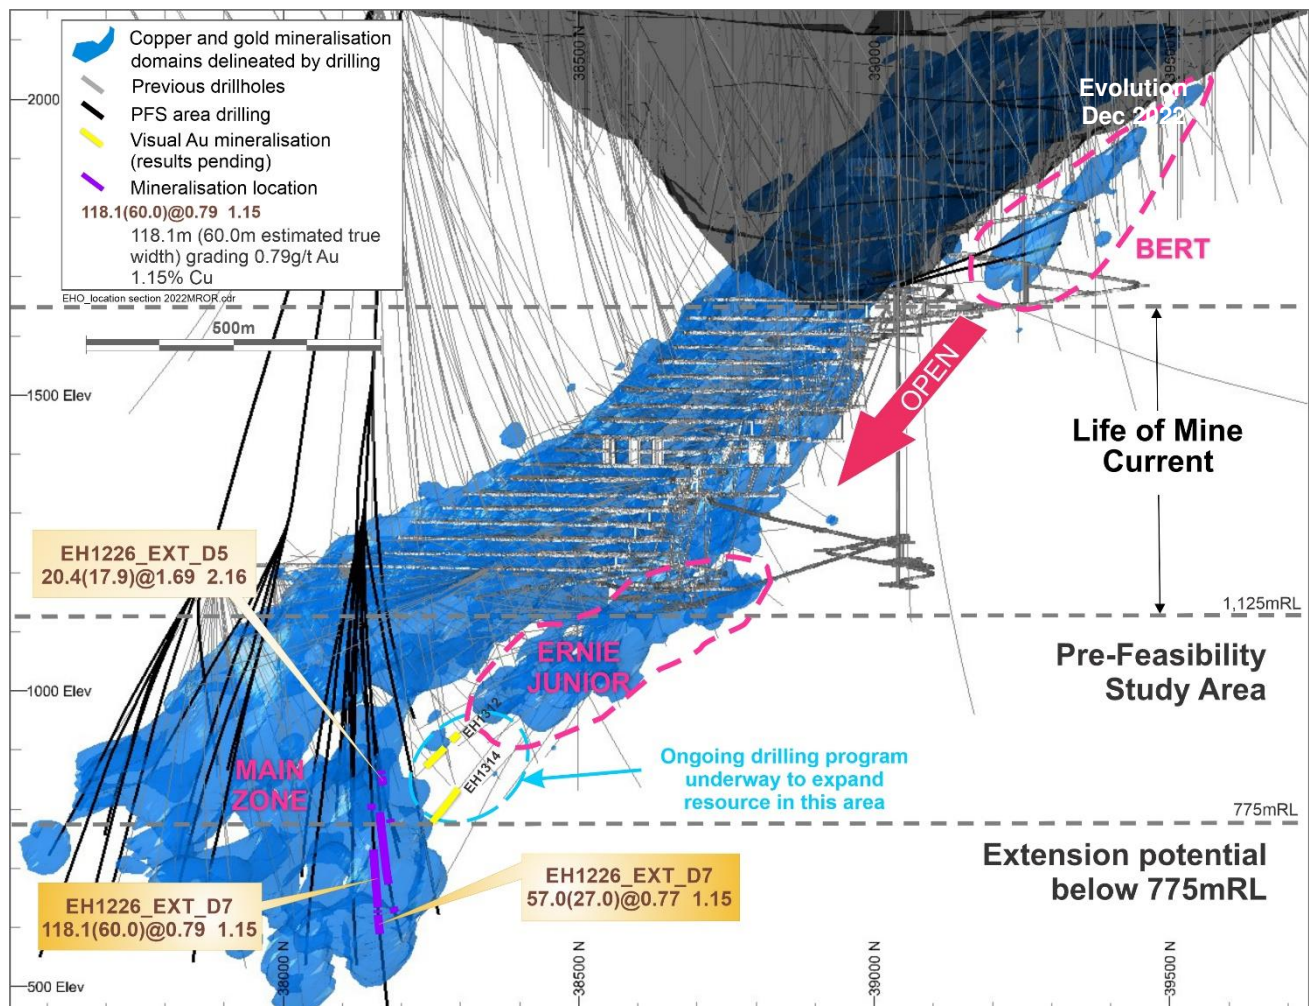 Copper and gold mineralisation
domains delineated by drilling
Previous drillholes
PFS area drilling
Visual Au mineralisation
(results pending)
Mineralisation location
118.1(60.0)@0.79 1.15
118.1m (60.0m estimated true
width) grading 0.79g/t Au
1.15% Cu
EHO_location section 2022MROR.cdr
500m
38500 N
39000 N
39500 N
2000
Evolution
Dec 2022
BERT
OPEN
1500 Elev
Life of Mine
Current
EH1226_EXT_D5
20.4(17.9)@1.69 2.16
1,125mRL
ERNIE
JUNIOR
Pre-Feasibility
Study Area
1000 Elev
EH1312
EH1314
MAIN
ZONE
Ongoing drilling program
underway to expand
resource in this area
775mRL
Extension potential
below 775mRL
EH1226_EXT_D7
57.0(27.0)@0.77 1.15
EH1226_EXT_D7
118.1(60.0)@0.79 1.15
500 Elev
38000 N
38500 N
39000 N
39500 N